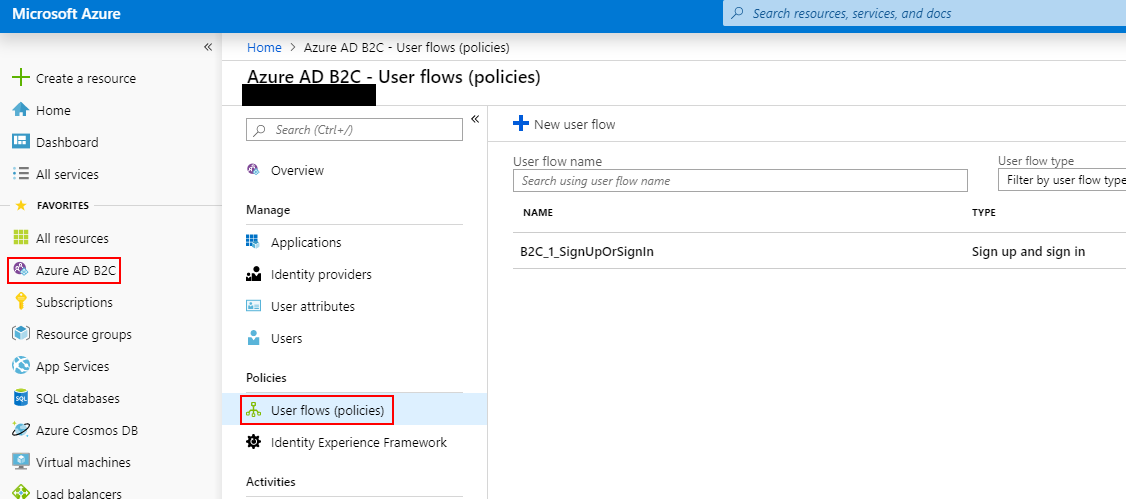 Microsoft Azure
Search resources, services, and docs
«
Create a resource
Home
Dashboard
All services
FAVORITES
All resources
Azure AD B2C
Subscriptions
Resource groups
App Services
SQL databases
Azure Cosmos DB
Virtual machines
Load balancers
Home > Azure AD B2C - User flows (policies)
Azure AD B2C - User flows (policies)
Search (Ctrl+/)
«
Overview
Manage
Applications
Identity providers
User attributes
Users
Policies
User flows (policies)
Identity Experience Framework
Activities
New user flow
User flow name
Search using user flow name
User flow type
Filter by user flow type
NAME
TYPE
B2C_1_SignUpOrSignIn
Sign up and sign in